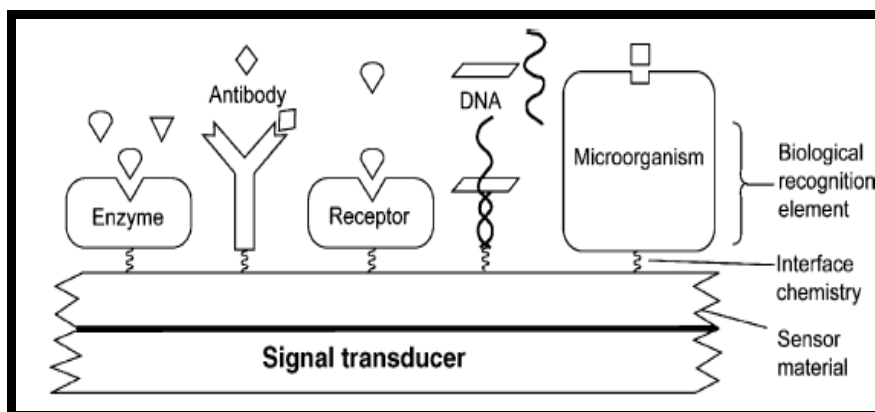 Antibody
DNA
Microorganism
Enzyme
Receptor
Biological
recognition
element
Interface
chemistry
Sensor
material
Signal transducer